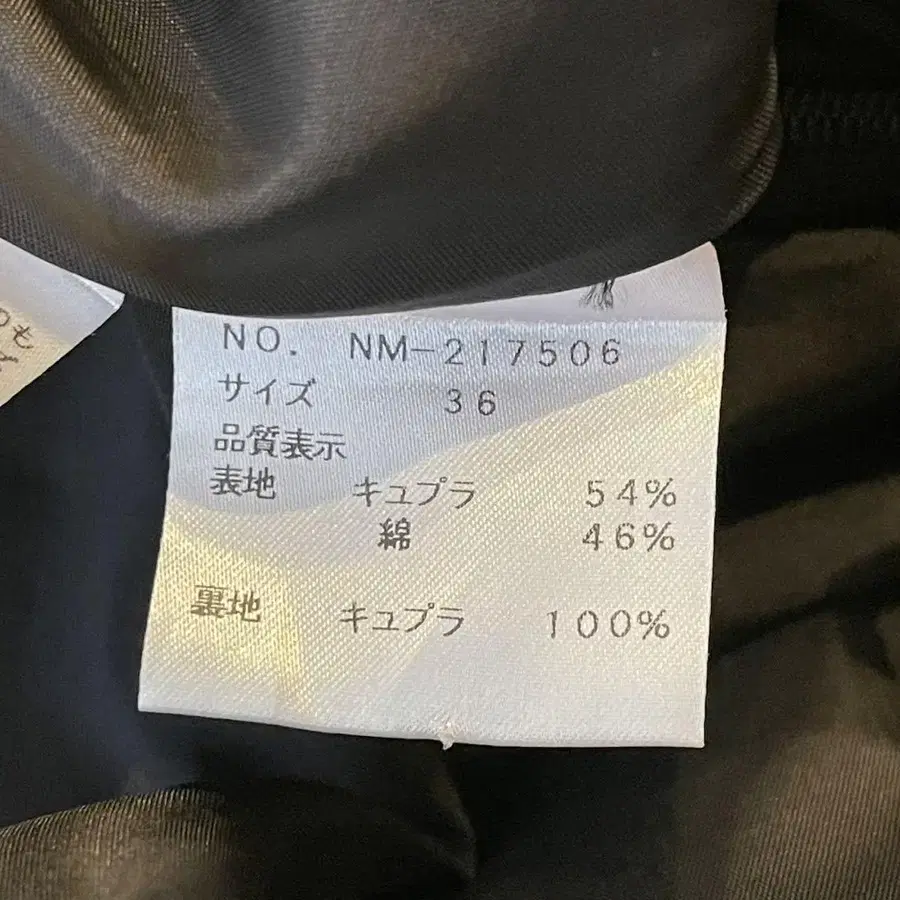 NO. NM-217506
サイズ 36
品質表示
表地 キュプラ 54%
綿 46%
裏地 キュプラ 100%